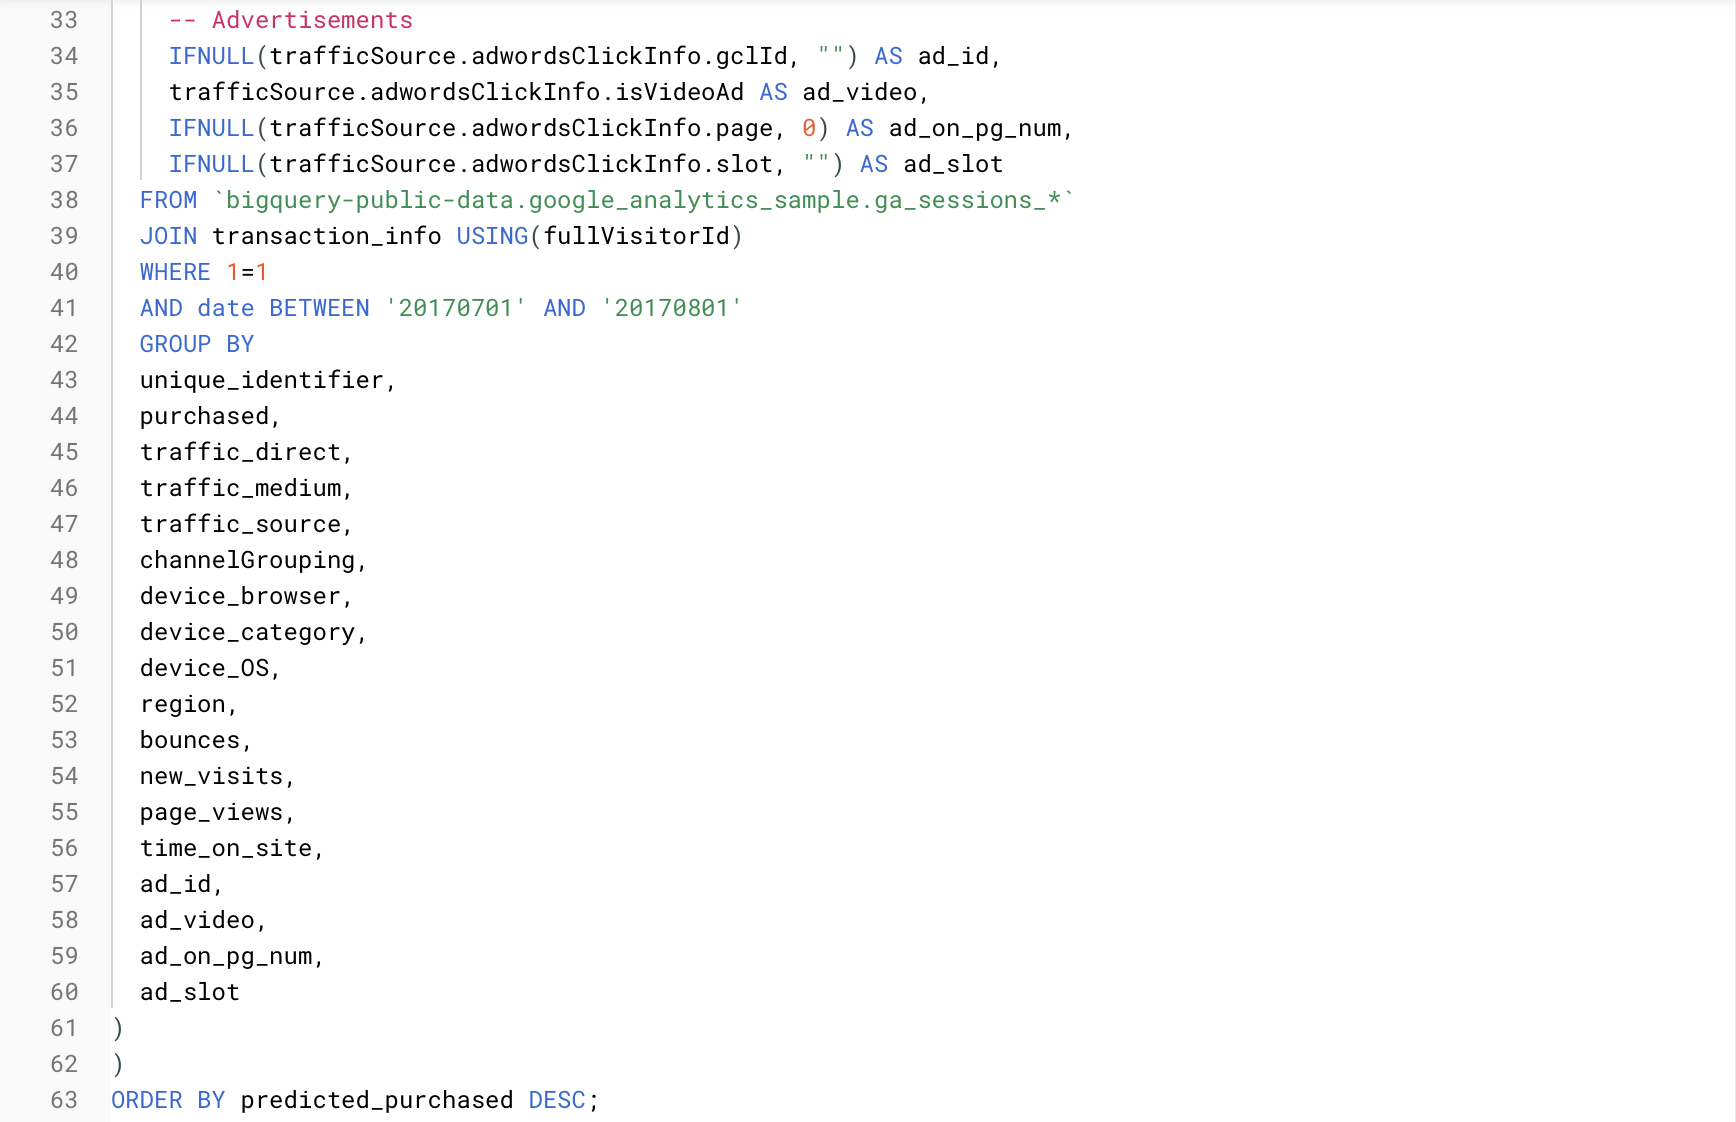 33 -- Advertisements
34 IFNULL(trafficSource.adwordsClickInfo.gclId, "") AS ad_id,
35 trafficSource.adwordsClickInfo.isVideoAd AS ad_video,
36 IFNULL(trafficSource.adwordsClickInfo.page, 0) AS ad_on_pg_num,
37 IFNULL(trafficSource.adwordsClickInfo.slot, "") AS ad_slot
38 FROM `bigquery-public-data.google_analytics_sample.ga_sessions_*`
39 JOIN transaction_info USING(fullVisitorId)
40 WHERE 1=1
41 AND date BETWEEN '20170701' AND '20170801'
42 GROUP BY
43 unique_identifier,
44 purchased,
45 traffic_direct,
46 traffic_medium,
47 traffic_source,
48 channelGrouping,
49 device_browser,
50 device_category,
51 device_OS,
52 region,
53 bounces,
54 new_visits,
55 page_views,
56 time_on_site,
57 ad_id,
58 ad_video,
59 ad_on_pg_num,
60 ad_slot
61 )
62 )
63 ORDER BY predicted_purchased DESC;